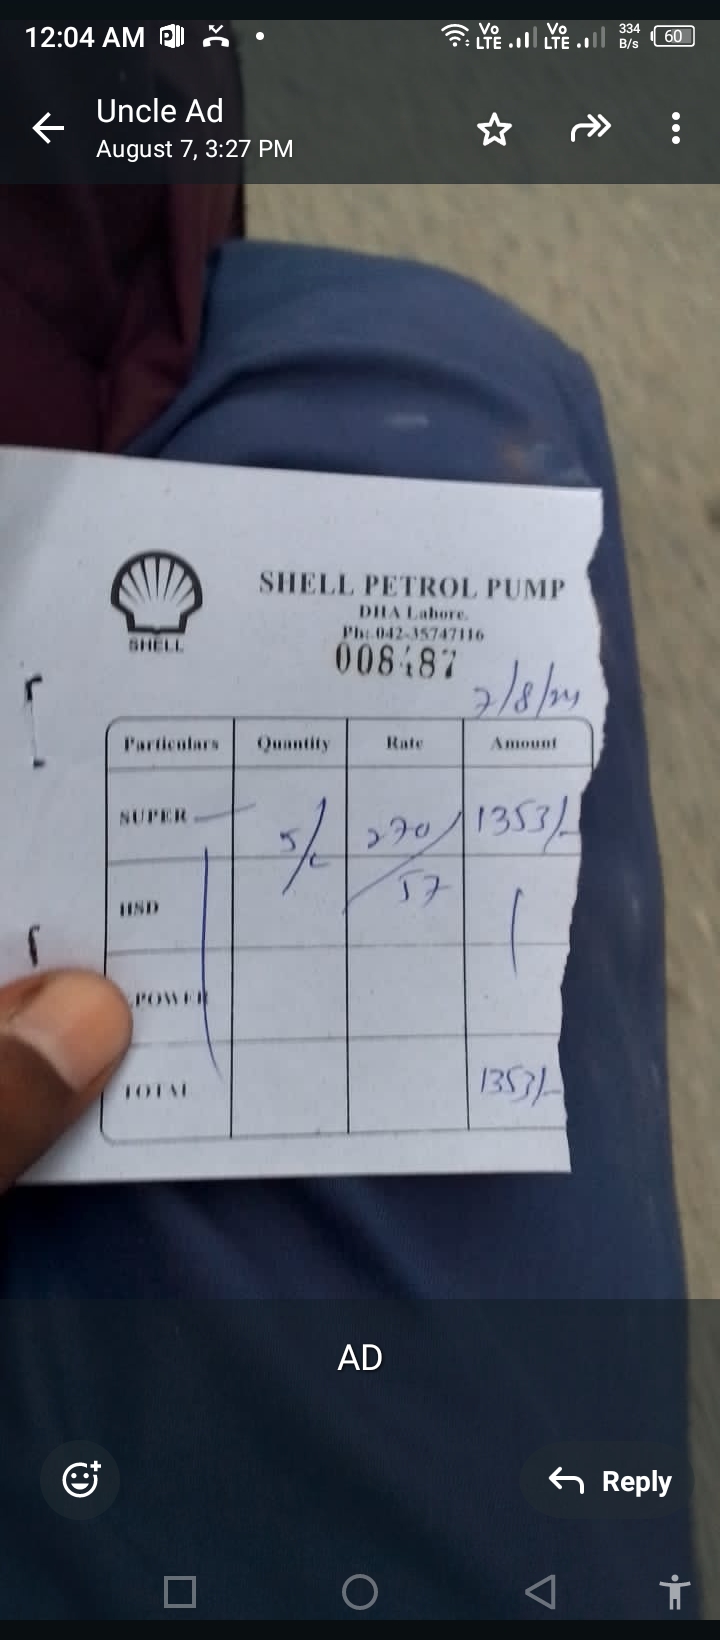 12:04 AM
Vo LTE Vo LTE 334 B/s 60
Uncle Ad
August 7, 3:27 PM
SHELL
SHELL PETROL PUMP
DHA Lahore.
Ph:-042-35747116
7/8/24
Particulars Quantity Rate Amount
SUPER 5/L 270/57 1353/-
HSD
POWER
TOTAL 1353/-
AD
Reply